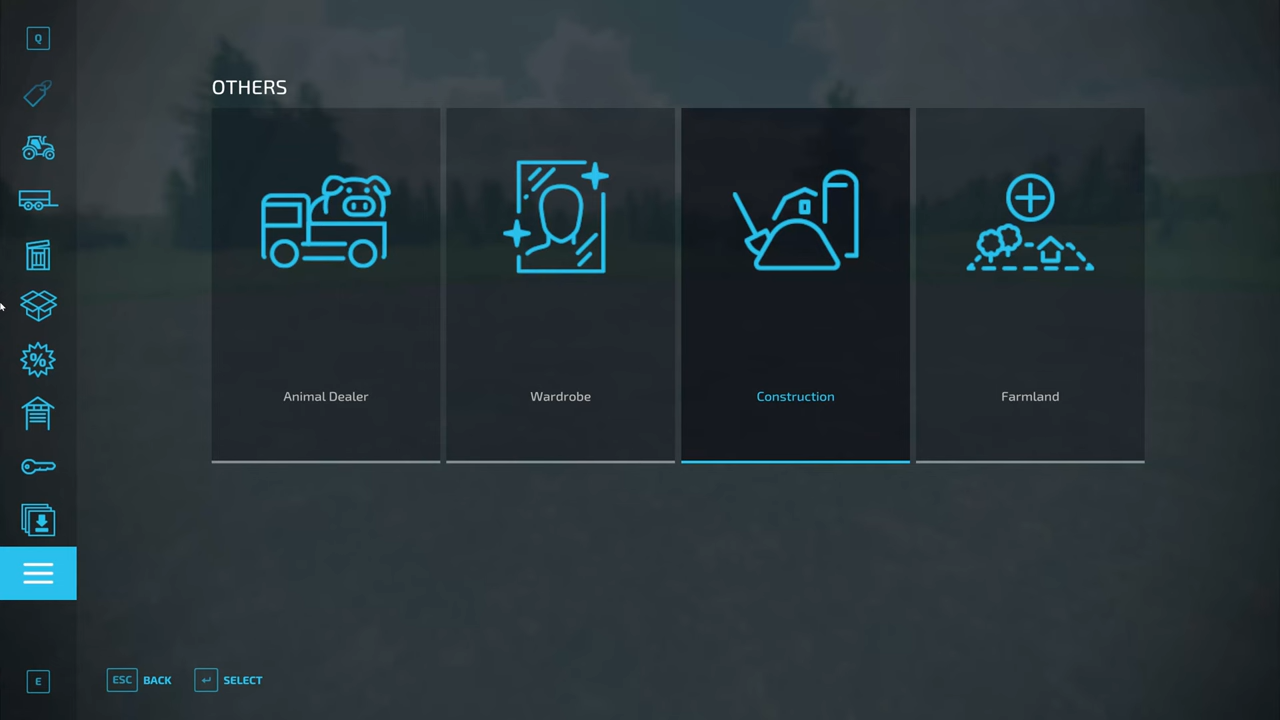 Q
OTHERS
Animal Dealer
Wardrobe
Construction
Farmland
%
E
ESC BACK
SELECT